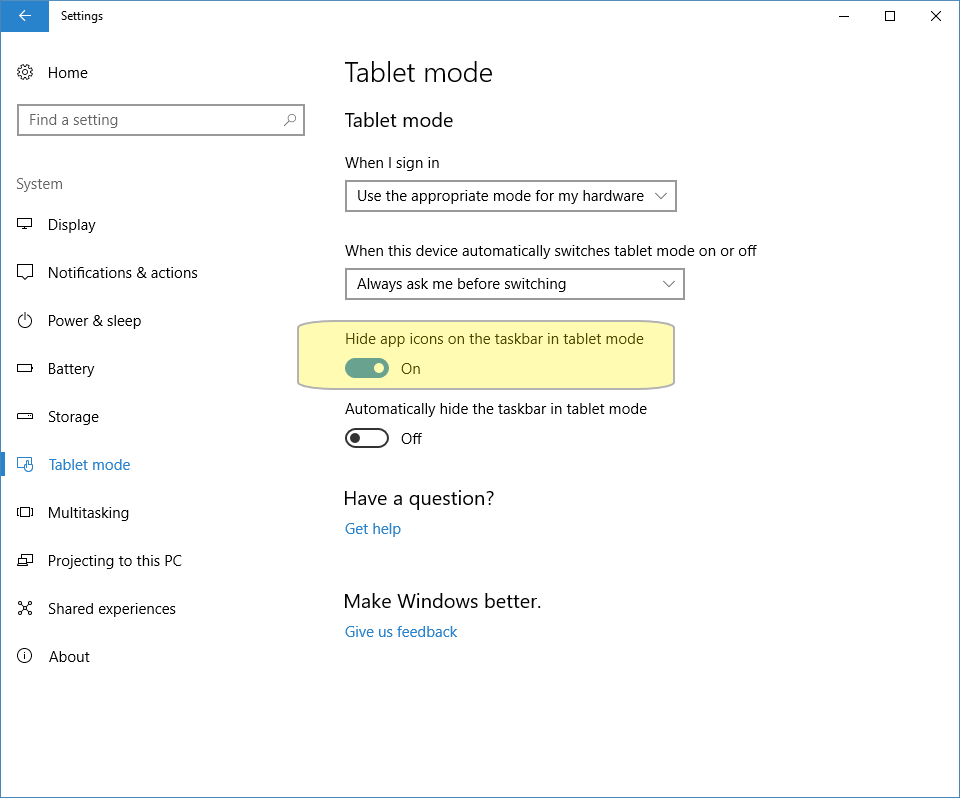 Settings
Home
Find a setting
System
Display
Notifications & actions
Power & sleep
Battery
Storage
Tablet mode
Multitasking
Projecting to this PC
Shared experiences
About
Tablet mode
Tablet mode
When I sign in
Use the appropriate mode for my hardware
When this device automatically switches tablet mode on or off
Always ask me before switching
Hide app icons on the taskbar in tablet mode
On
Automatically hide the taskbar in tablet mode
Off
Have a question?
Get help
Make Windows better.
Give us feedback